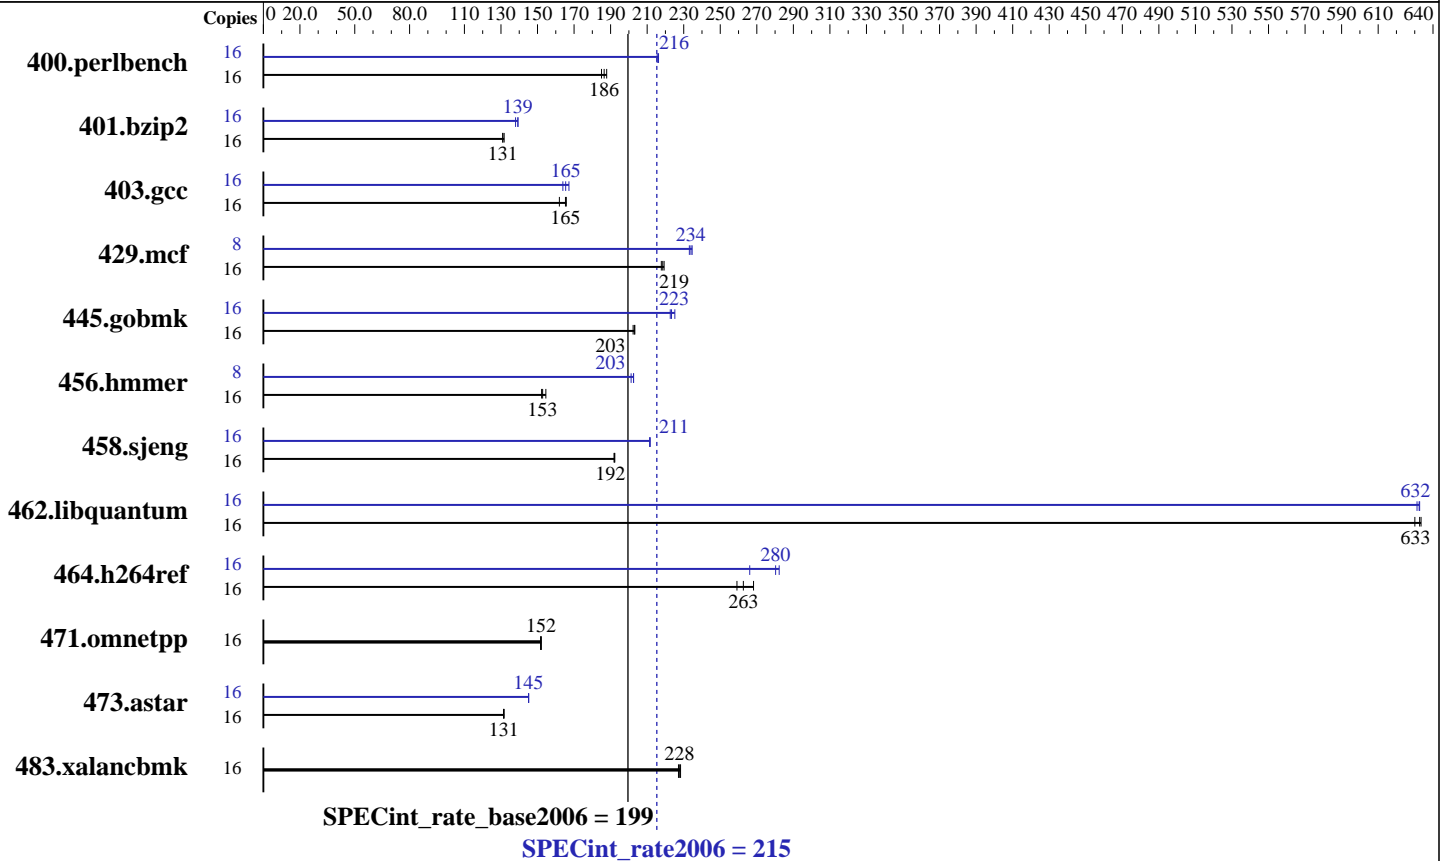 Copies 0 20.0 50.0 80.0 110 130 150 170 190 210 230 250 270 290 310 330 350 370 390 410 430 450 470 490 510 530 550 570 590 610 640
400.perlbench 16 216
16 186
401.bzip2 16 139
16 131
403.gcc 16 165
16 165
429.mcf 8 234
16 219
445.gobmk 16 223
16 203
456.hmmer 8 203
16 153
458.sjeng 16 211
16 192
462.libquantum 16 632
16 633
464.h264ref 16 280
16 263
471.omnetpp 16 152
473.astar 16 145
16 131
483.xalancbmk 16 228
SPECint_rate_base2006 = 199
SPECint_rate2006 = 215